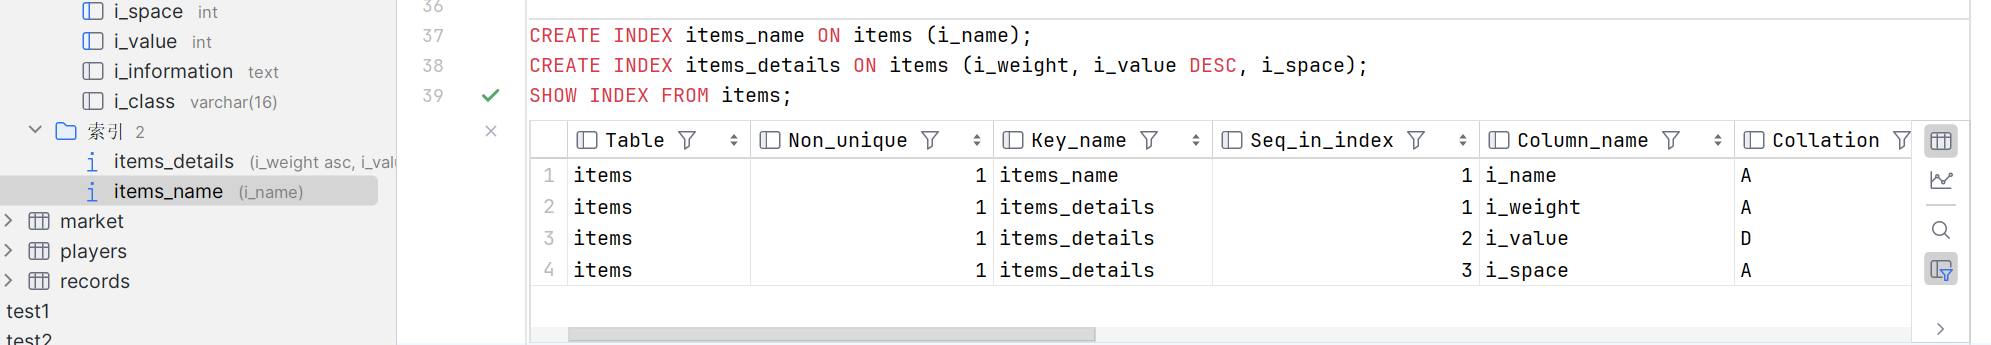 i_space int
i_value int
i_information text
i_class varchar(16)
索引 2
items_details (i_weight asc, i_valu
items_name (i_name)
market
players
records
test1
test2
36
37 CREATE INDEX items_name ON items (i_name);
38 CREATE INDEX items_details ON items (i_weight, i_value DESC, i_space);
39 SHOW INDEX FROM items;
Table Non_unique Key_name Seq_in_index Column_name Collation
1 items 1 items_name 1 i_name A
2 items 1 items_details 1 i_weight A
3 items 1 items_details 2 i_value D
4 items 1 items_details 3 i_space A